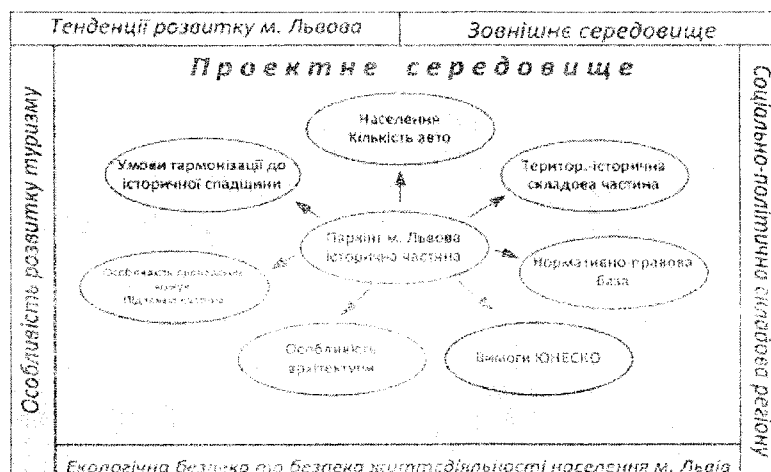 Тенденції розвитку м. Львова
Зовнішнє середовище
Проектне середовище
Населення
Кількість авто
Умови гармонізації до
історичної спадщини
Територ.-історична
складова частина
Паркінг м. Львова
історична частина
Особливість
Нормативно-правова
база
Особливість
архітектури
Вимоги ЮНЕСКО
Особливість розвитку туризму
Соціально-політична складова регіону
Екологічна безпека та безпека життєдіяльності населення м. Львів